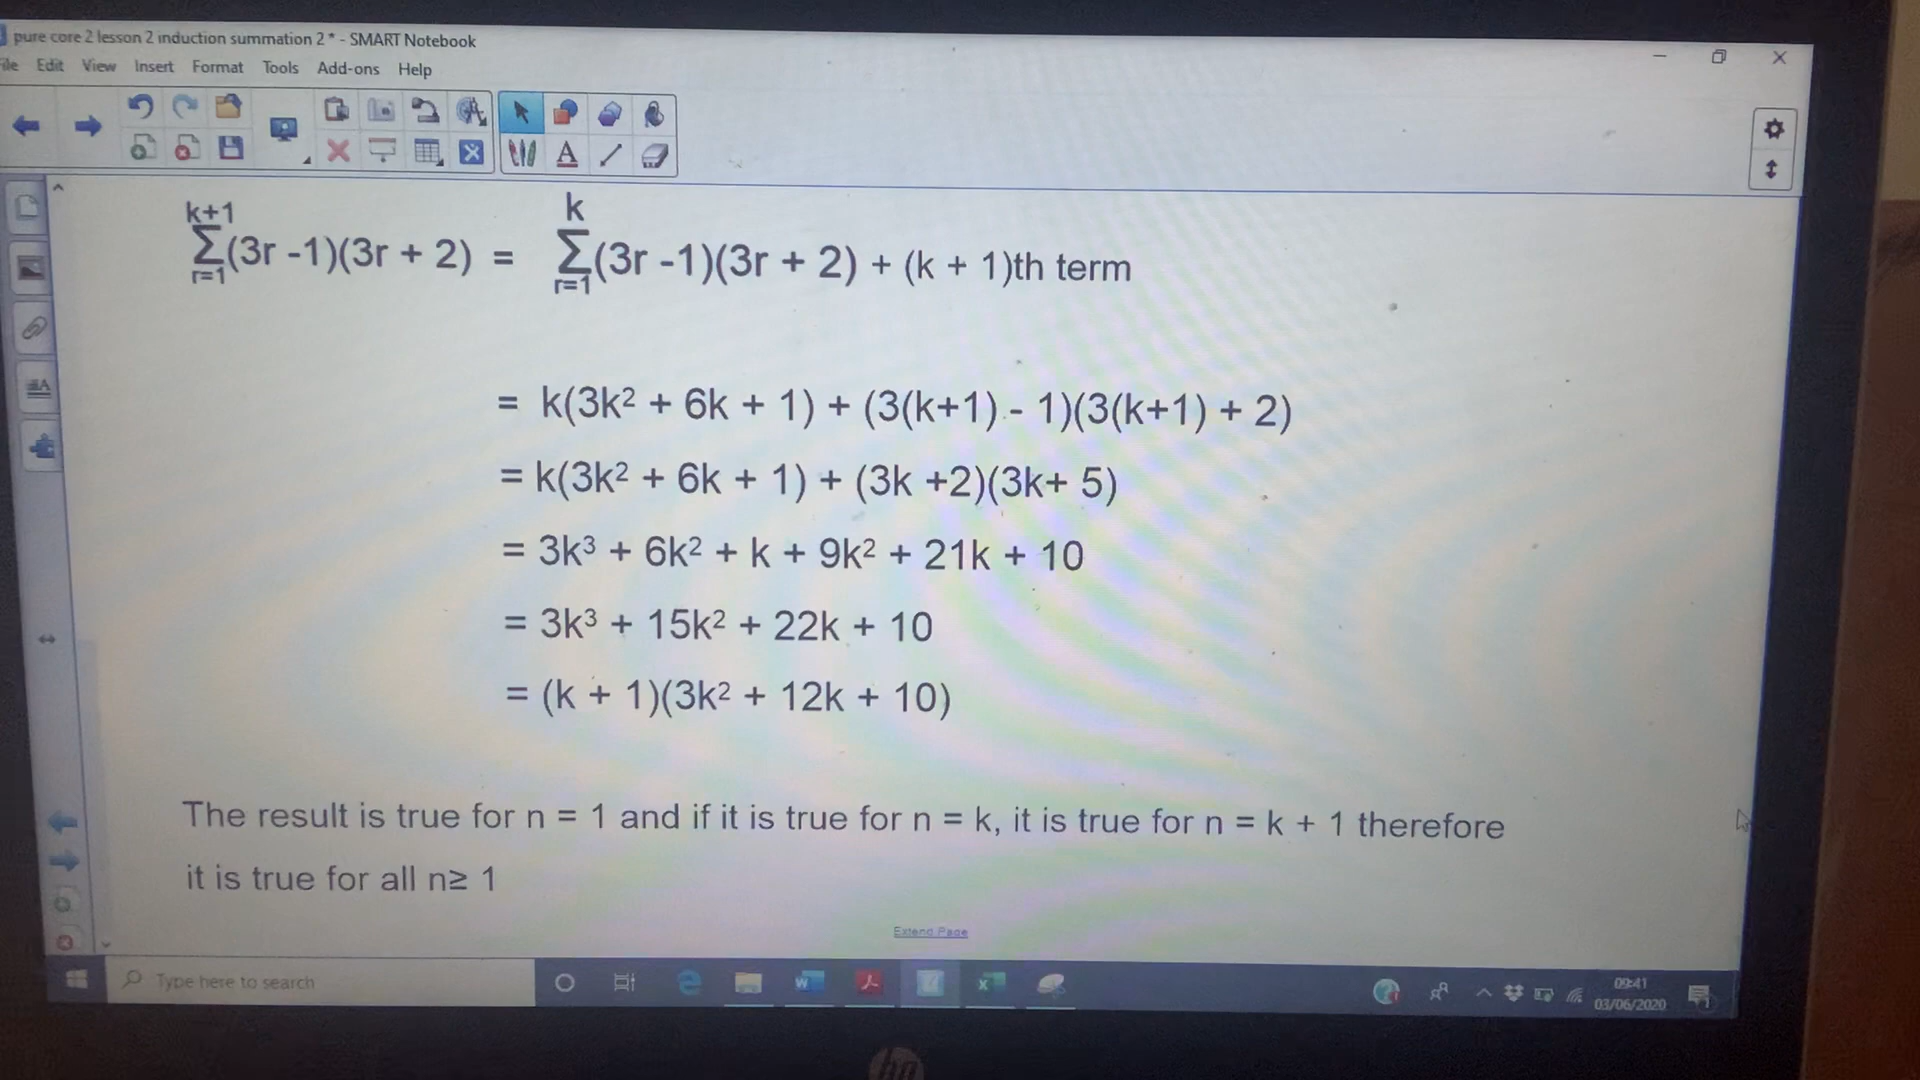 pure core 2 lesson 2 induction summation 2 * - SMART Notebook
File Edit View Insert Format Tools Add-ons Help
k+1
Σ(3r -1)(3r + 2) = Σ(3r -1)(3r + 2) + (k + 1)th term
r=1
k
r=1
= k(3k² + 6k + 1) + (3(k+1) - 1)(3(k+1) + 2)
= k(3k² + 6k + 1) + (3k +2)(3k+ 5)
= 3k³ + 6k² + k + 9k² + 21k + 10
= 3k³ + 15k² + 22k + 10
= (k + 1)(3k² + 12k + 10)
The result is true for n = 1 and if it is true for n = k, it is true for n = k + 1 therefore
it is true for all n≥ 1
Extend Page
Type here to search
09:41
03/06/2020
hp